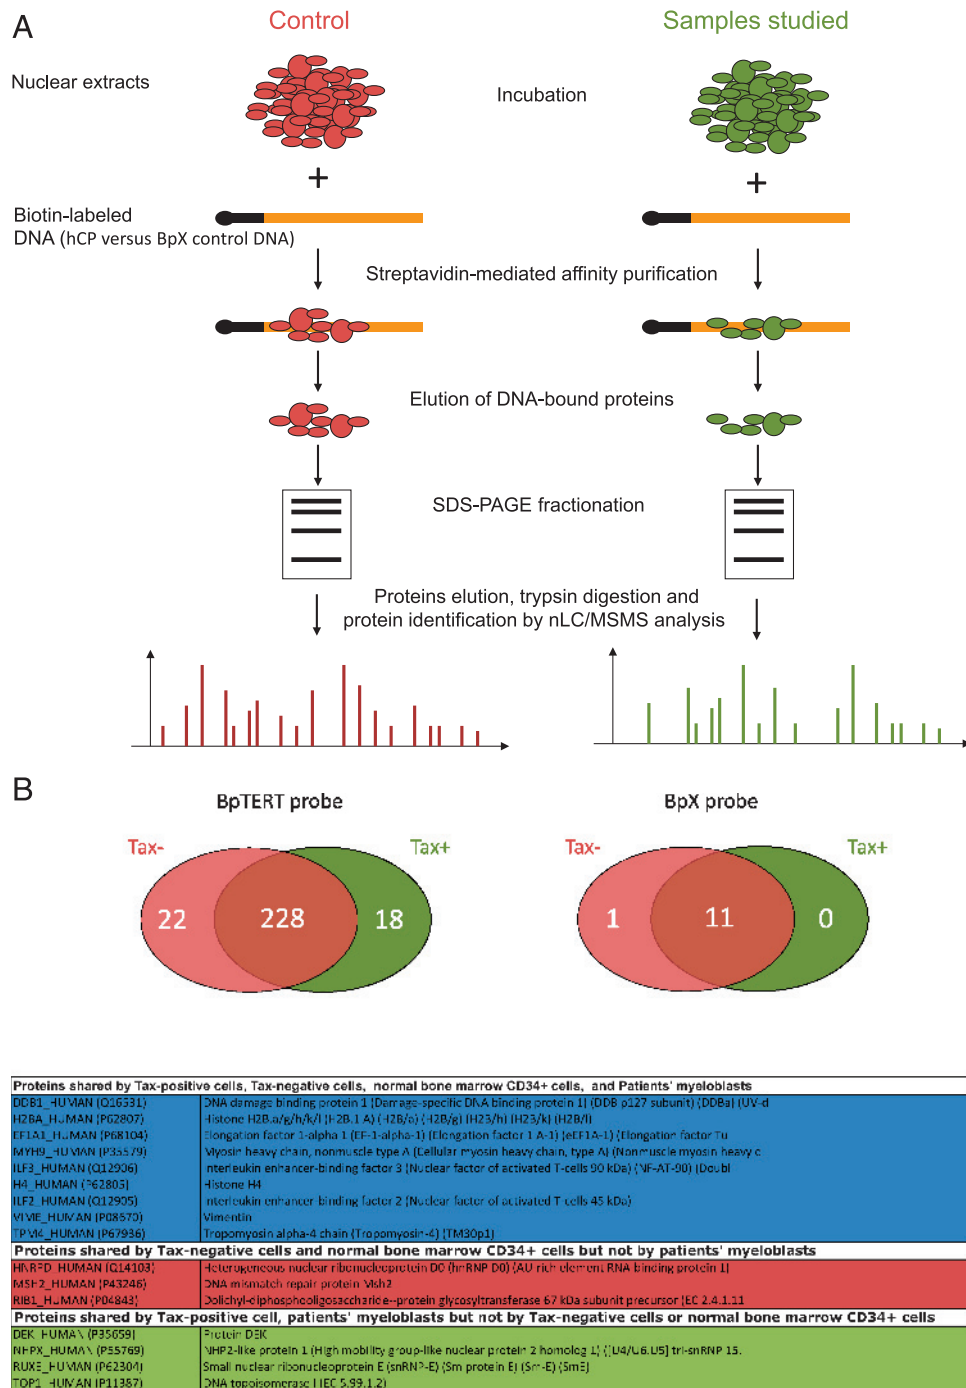 A
Control
Samples studied
Nuclear extracts
Incubation
+
+
Biotin-labeled
DNA (hCP versus BpX control DNA)
Streptavidin-mediated affinity purification
Elution of DNA-bound proteins
SDS-PAGE fractionation
Proteins elution, trypsin digestion and
protein identification by nLC/MSMS analysis
B
BpTERT probe
BpX probe
Tax-
Tax+
Tax-
Tax+
22
228
18
1
11
0
Proteins shared by Tax-positive cells, Tax-negative cells, normal bone marrow CD34+ cells, and Patients' myeloblasts
DDB1_HUMAN (Q16531) DNA damage binding protein 1 (Damage-specific DNA binding protein 1) (DDB p127 subunit) (DDBa) (UV-d
H2BA_HUMAN (P62807) Histone H2B.a/g/h/k/l (H2B.1 A) (H2B/a) (H2B/g) (H2B/h) (H2B/k) (H2B/l)
EF1A1_HUMAN (P68104) Elongation factor 1-alpha 1 (EF-1-alpha-1) (Elongation factor 1 A-1) (eEF1A-1) (Elongation factor Tu
MYH9_HUMAN (P35579) Myosin heavy chain, nonmuscle type A (Cellular myosin heavy chain, type A) (Nonmuscle myosin heavy c
ILF3_HUMAN (Q12906) Interleukin enhancer-binding factor 3 (Nuclear factor of activated T-cells 90 kDa) (NF-AT-90) (Doubl
H4_HUMAN (P62805) Histone H4
ILF2_HUMAN (Q12905) Interleukin enhancer-binding factor 2 (Nuclear factor of activated T-cells 45 kDa)
VIME_HUMAN (P08670) Vimentin
TPM4_HUMAN (P67936) Tropomyosin alpha-4 chain (Tropomyosin-4) (TM30p1)
Proteins shared by Tax-negative cells and normal bone marrow CD34+ cells but not by patients' myeloblasts
HNRPD_HUMAN (Q14103) Heterogeneous nuclear ribonucleoprotein D0 (hnRNP D0) (AU-rich element RNA-binding protein 1)
MSH2_HUMAN (P43246) DNA mismatch repair protein Msh2
RIB1_HUMAN (P04843) Dolichyl-diphosphooligosaccharide--protein glycosyltransferase 67 kDa subunit precursor (EC 2.4.1.11
Proteins shared by Tax-positive cell, patients' myeloblasts but not by Tax-negative cells or normal bone marrow CD34+ cells
DEK_HUMAN (P35659) Protein DEK
NHPX_HUMAN (P55769) NHP2-like protein 1 (High mobility group-like nuclear protein 2 homolog 1) ([U4/U6.U5] tri-snRNP 15.
RUXE_HUMAN (P62304) Small nuclear ribonucleoprotein E (snRNP-E) (Sm protein E) (Sm-E) (SmE)
TOP1_HUMAN (P11387) DNA topoisomerase I (EC 5.99.1.2)